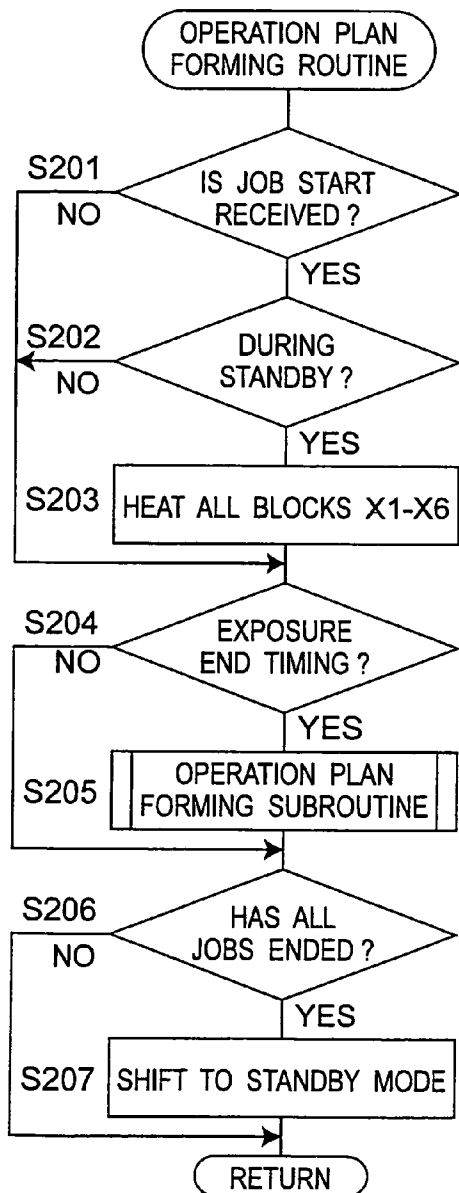 OPERATION PLAN
FORMING ROUTINE
S201
IS JOB START
RECEIVED ?
NO
YES
S202
DURING
STANDBY ?
NO
YES
S203
HEAT ALL BLOCKS X1-X6
S204
EXPOSURE
END TIMING ?
NO
YES
S205
OPERATION PLAN
FORMING SUBROUTINE
S206
HAS ALL
JOBS ENDED ?
NO
YES
S207
SHIFT TO STANDBY MODE
RETURN